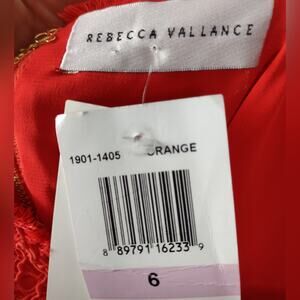 REBECCA VALLANCE
1901-1405 ORANGE
8 89791 16233 9
6